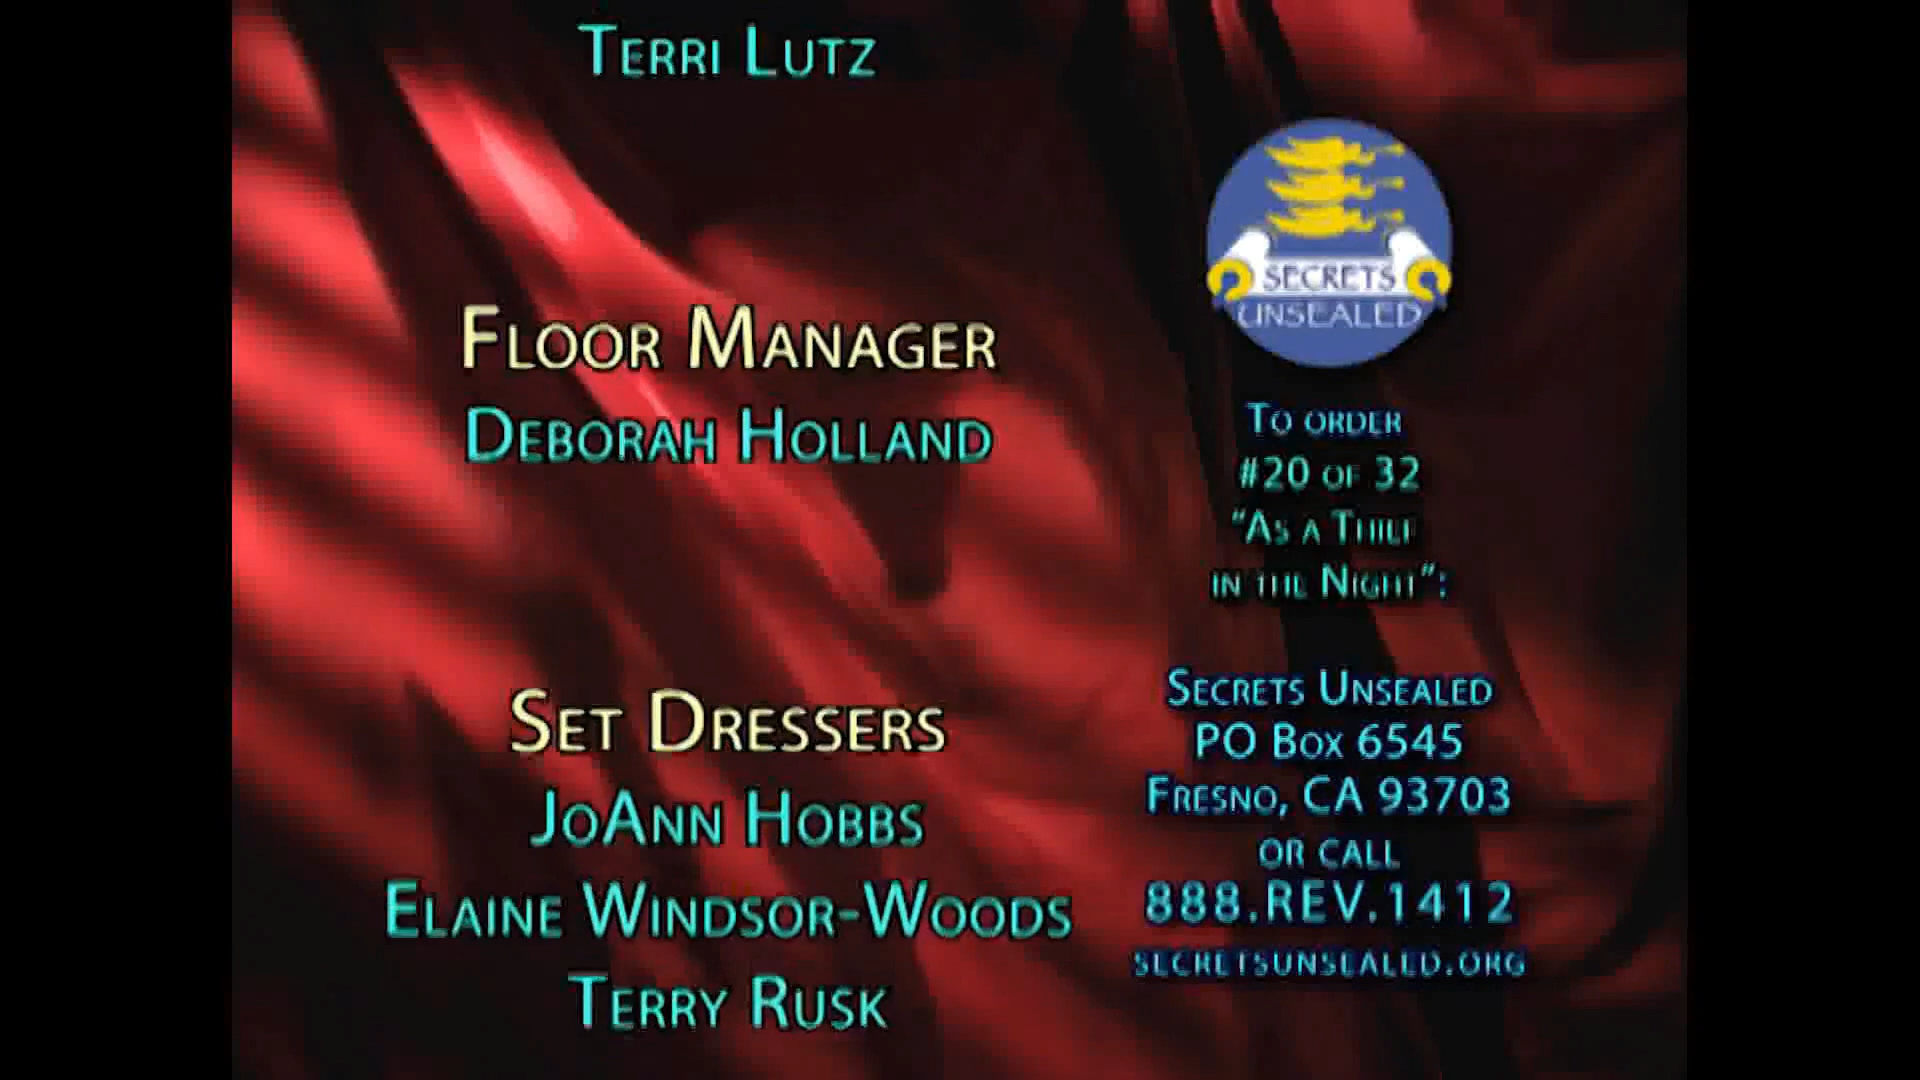 Terri Lutz
Floor Manager
Deborah Holland
Set Dressers
JoAnn Hobbs
Elaine Windsor-Woods
Terry Rusk
SECRETS
UNSEALED
To order
#20 of 32
“As a Thief
in the Night”:
Secrets Unsealed
PO Box 6545
Fresno, CA 93703
or call
888.REV.1412
secretsunsealed.org